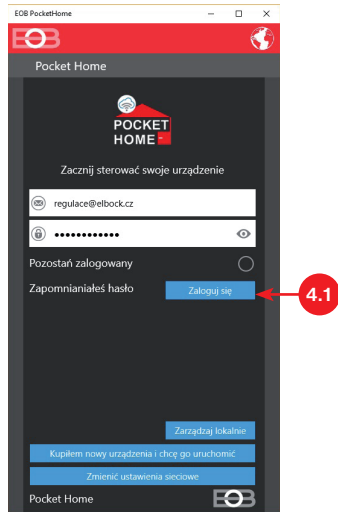 EOB PocketHome
EOB
Pocket Home
POCKET
HOME
Zacznij sterować swoje urządzenie
regulace@elbock.cz
Pozostań zalogowany
Zapomnianiałeś hasło
Zaloguj się
4.1
Zarządzaj lokalnie
Kupiłem nowy urządzenia i chcę go uruchomić
Zmienić ustawienia sieciowe
Pocket Home
EOB